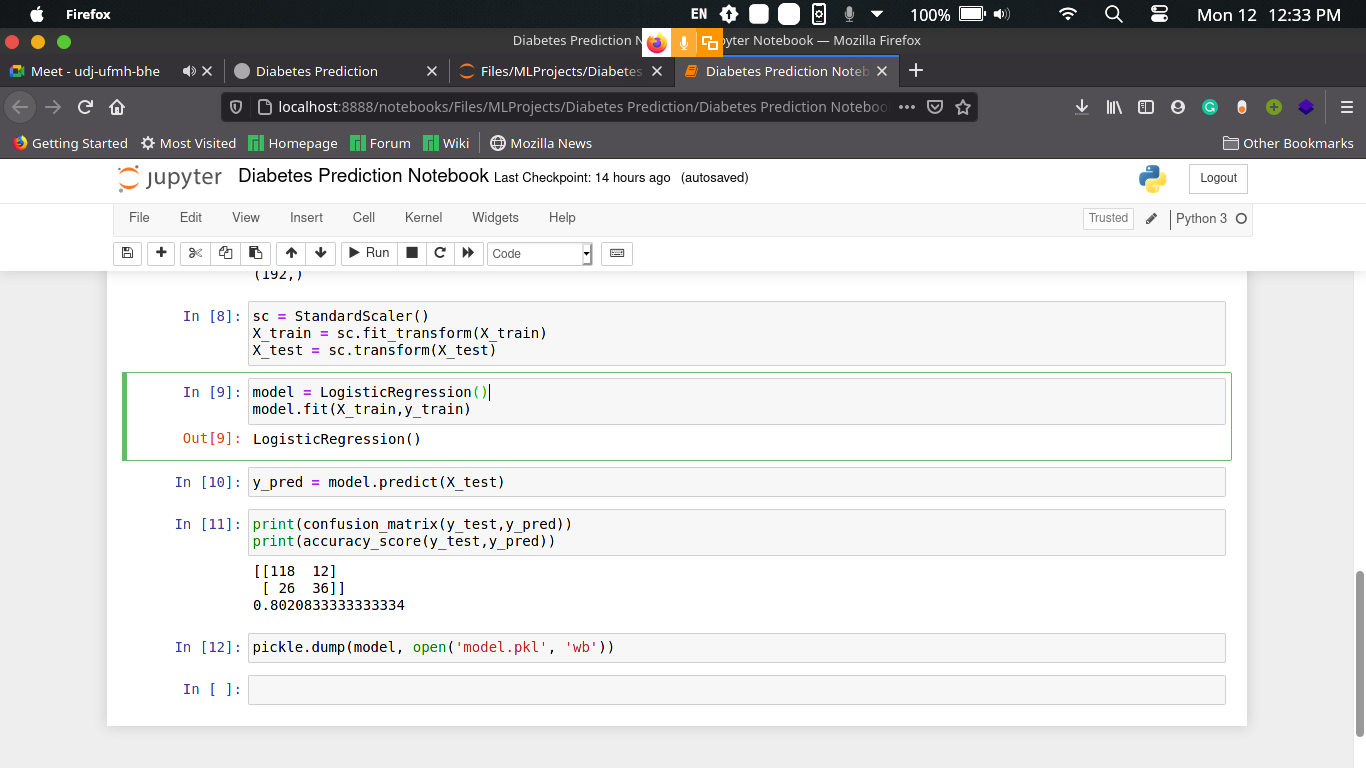 Firefox
EN
100%
Mon 12 12:33 PM
Diabetes Prediction N
yter Notebook — Mozilla Firefox
Meet - udj-ufmh-bhe
Diabetes Prediction
Files/MLProjects/Diabetes
Diabetes Prediction Noteb
localhost:8888/notebooks/Files/MLProjects/Diabetes Prediction/Diabetes Prediction Noteboo
Getting Started
Most Visited
Homepage
Forum
Wiki
Mozilla News
Other Bookmarks
jupyter
Diabetes Prediction Notebook Last Checkpoint: 14 hours ago (autosaved)
Logout
File Edit View Insert Cell Kernel Widgets Help
Trusted
Python 3
Run
Code
(192,)
In [8]: sc = StandardScaler()
X_train = sc.fit_transform(X_train)
X_test = sc.transform(X_test)
In [9]: model = LogisticRegression()
model.fit(X_train,y_train)
Out[9]: LogisticRegression()
In [10]: y_pred = model.predict(X_test)
In [11]: print(confusion_matrix(y_test,y_pred))
print(accuracy_score(y_test,y_pred))
[[118 12]
[ 26 36]]
0.8020833333333334
In [12]: pickle.dump(model, open('model.pkl', 'wb'))
In [ ]: